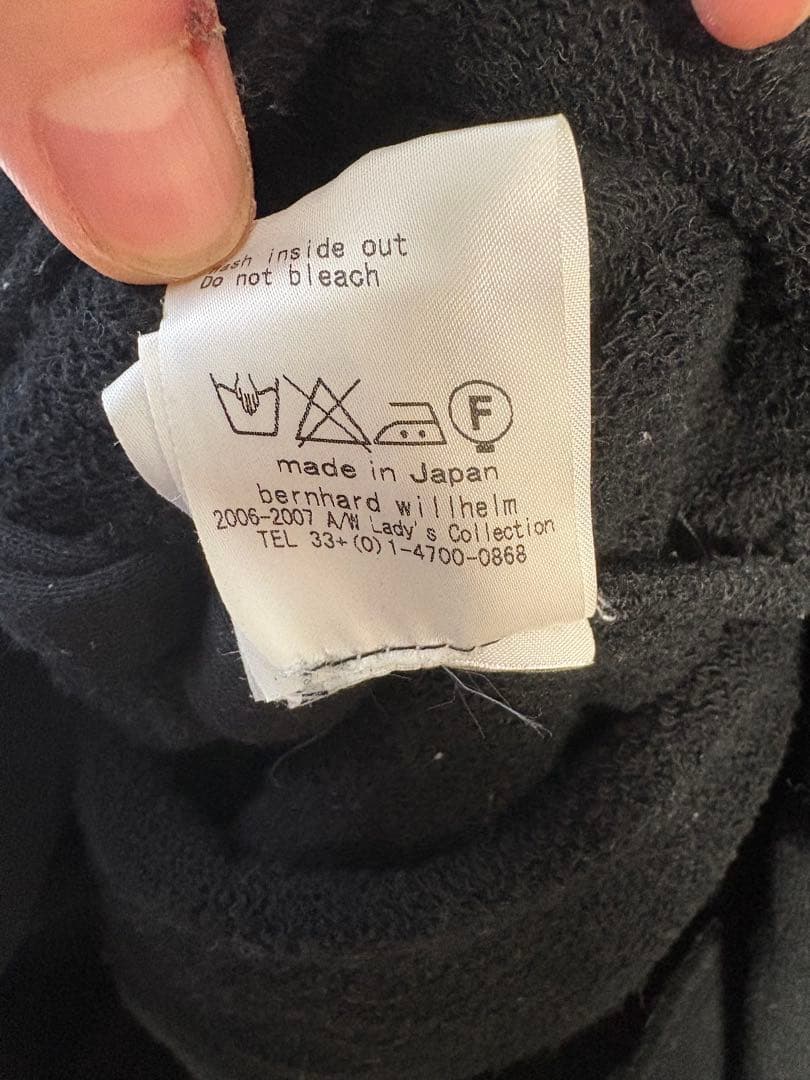 Wash inside out
Do not bleach
F
made in Japan
bernhard willhelm
2006-2007 A/W Lady's Collection
TEL 33+(0)1-4700-0868